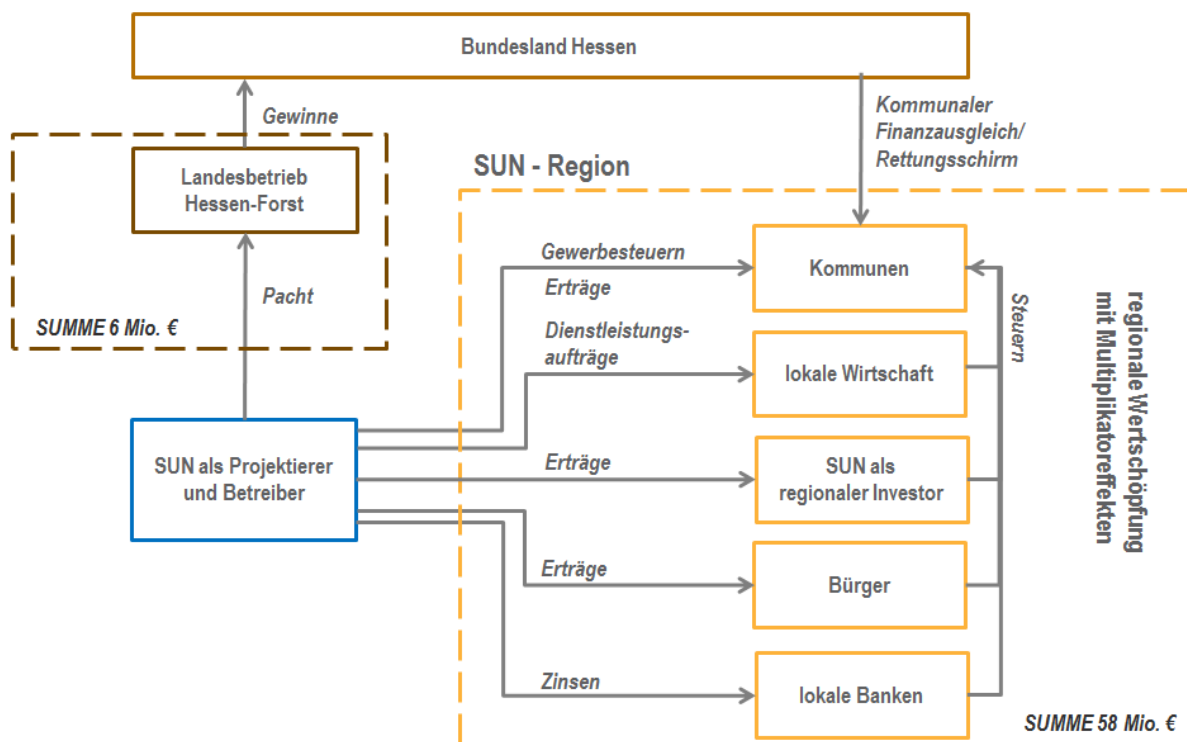 Bundesland Hessen
Gewinne
Kommunaler
Finanzausgleich/
Rettungsschirm
Landesbetrieb
Hessen-Forst
SUN - Region
Pacht
SUMME 6 Mio. €
Gewerbesteuern
Erträge
Kommunen
Steuern
regionale Wertschöpfung
mit Multiplikatoreffekten
Dienstleistungs-
aufträge
lokale Wirtschaft
SUN als Projektierer
und Betreiber
Erträge
SUN als
regionaler Investor
Erträge
Bürger
Zinsen
lokale Banken
SUMME 58 Mio. €